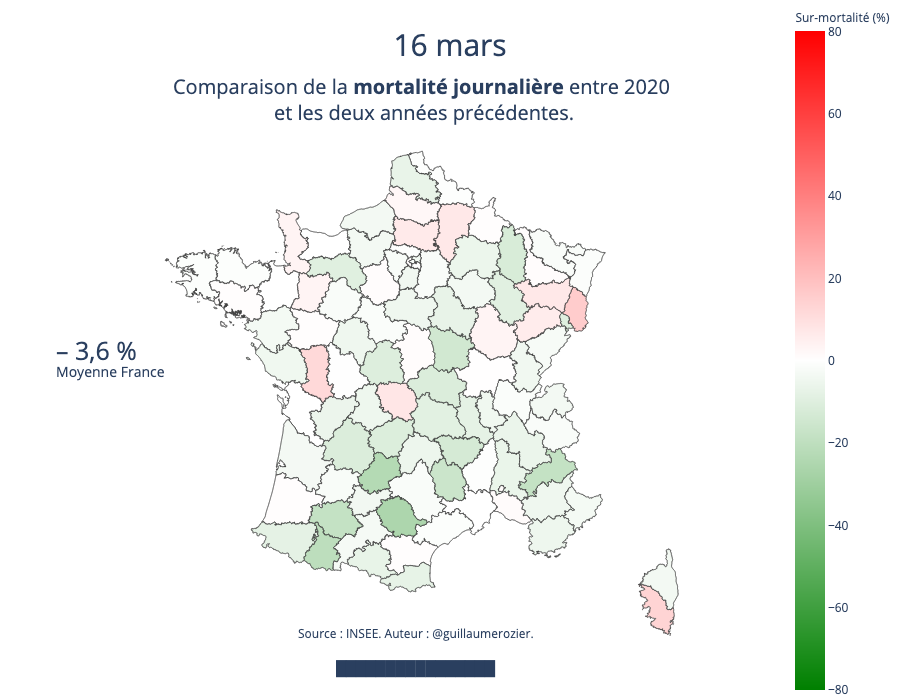 Sur-mortalité (%)
16 mars
Comparaison de la mortalité journalière entre 2020
et les deux années précédentes.
80
60
40
20
0
−20
−40
−60
−80
– 3,6 %
Moyenne France
Source : INSEE. Auteur : @guillaumerozier.